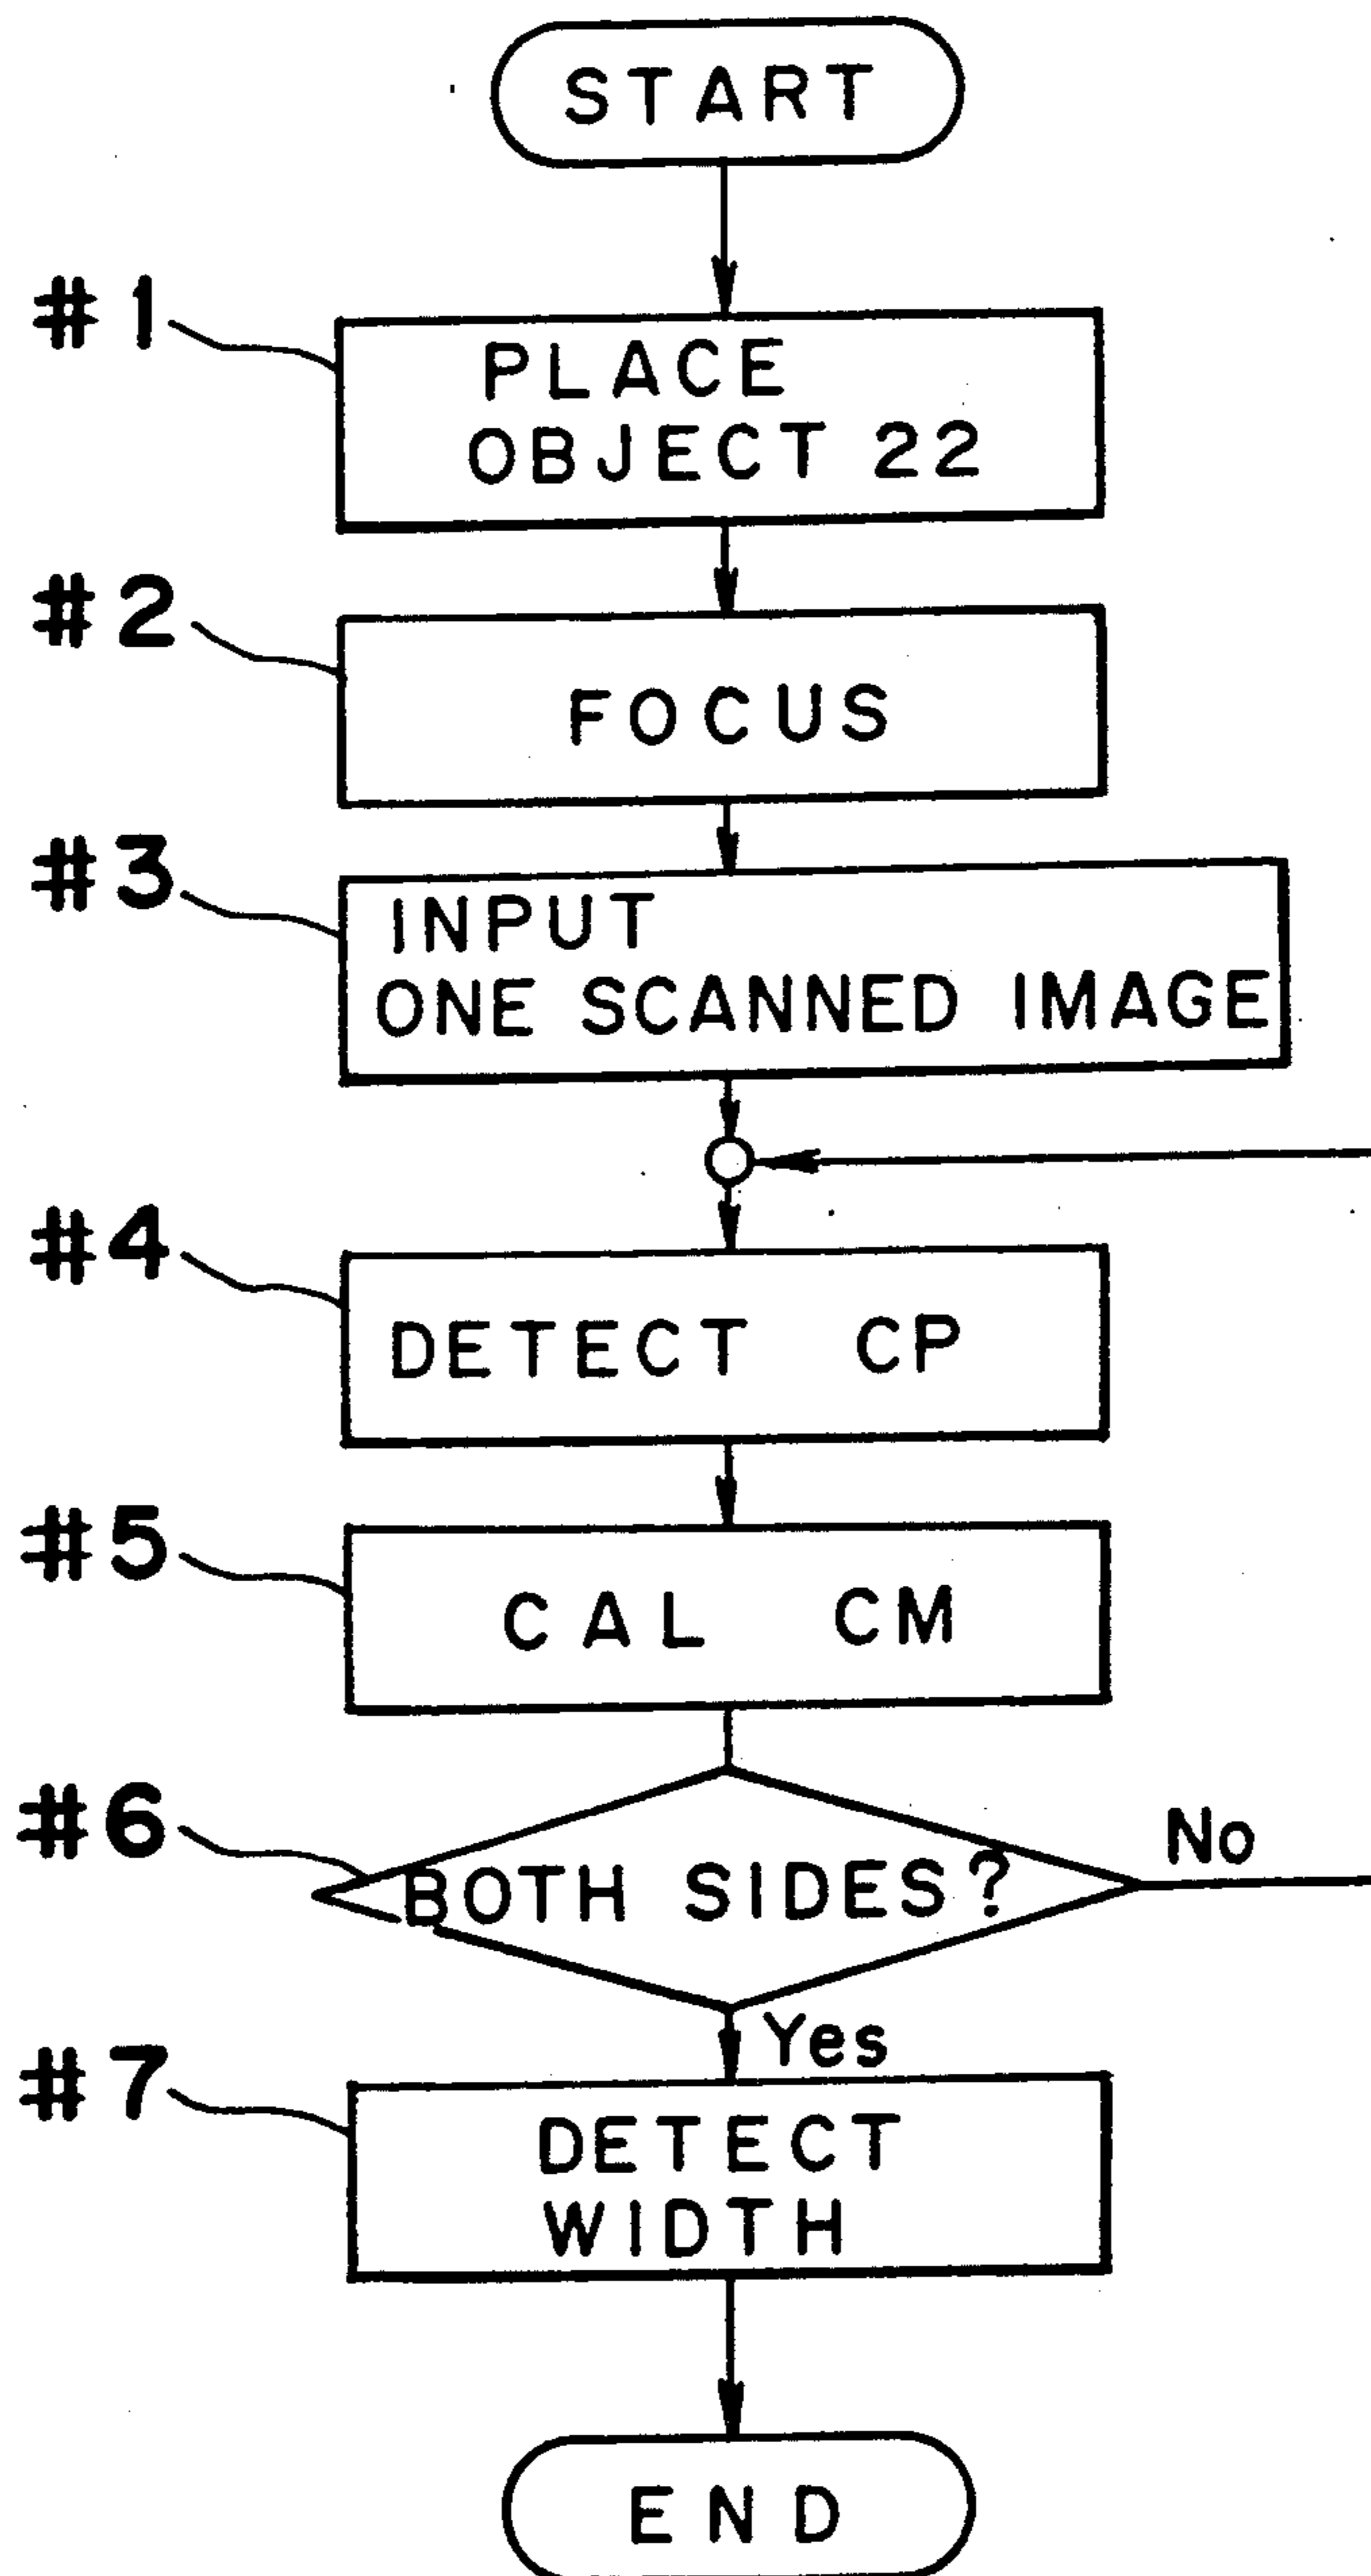 START
#1
PLACE
OBJECT 22
#2
FOCUS
#3
INPUT
ONE SCANNED IMAGE
#4
DETECT CP
#5
CAL CM
#6
BOTH SIDES?
No
Yes
#7
DETECT
WIDTH
END